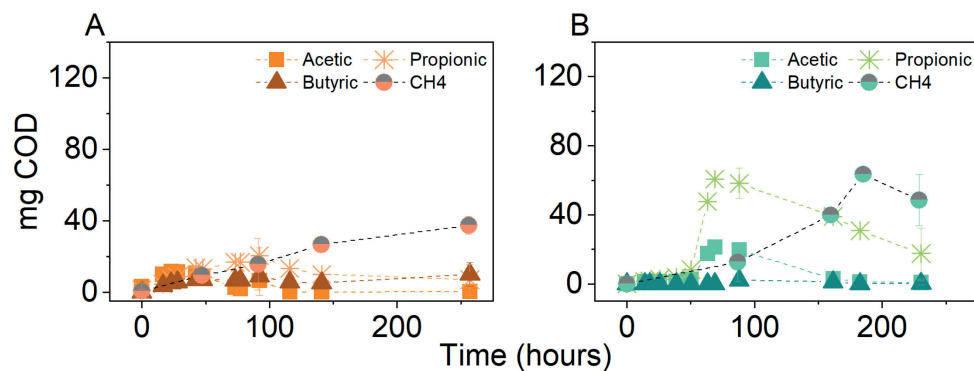 A
B
Acetic
Propionic
Butyric
CH4
Acetic
Propionic
Butyric
CH4
mg COD
120
80
40
0
120
80
40
0
0
100
200
0
100
200
Time (hours)